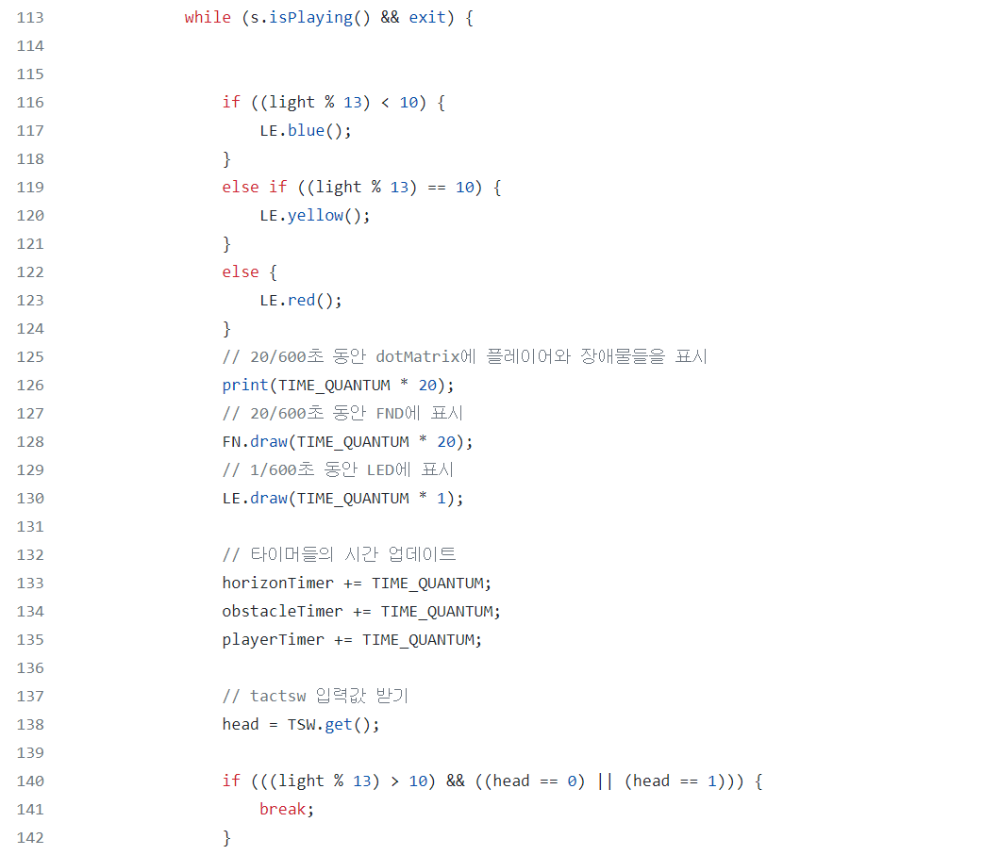 113 while (s.isPlaying() && exit) {
114
115
116 if ((light % 13) < 10) {
117 LE.blue();
118 }
119 else if ((light % 13) == 10) {
120 LE.yellow();
121 }
122 else {
123 LE.red();
124 }
125 // 20/600초 동안 dotMatrix에 플레이어와 장애물들을 표시
126 print(TIME_QUANTUM * 20);
127 // 20/600초 동안 FND에 표시
128 FN.draw(TIME_QUANTUM * 20);
129 // 1/600초 동안 LED에 표시
130 LE.draw(TIME_QUANTUM * 1);
131
132 // 타이머들의 시간 업데이트
133 horizonTimer += TIME_QUANTUM;
134 obstacleTimer += TIME_QUANTUM;
135 playerTimer += TIME_QUANTUM;
136
137 // tactsw 입력값 받기
138 head = TSW.get();
139
140 if (((light % 13) > 10) && ((head == 0) || (head == 1))) {
141 break;
142 }